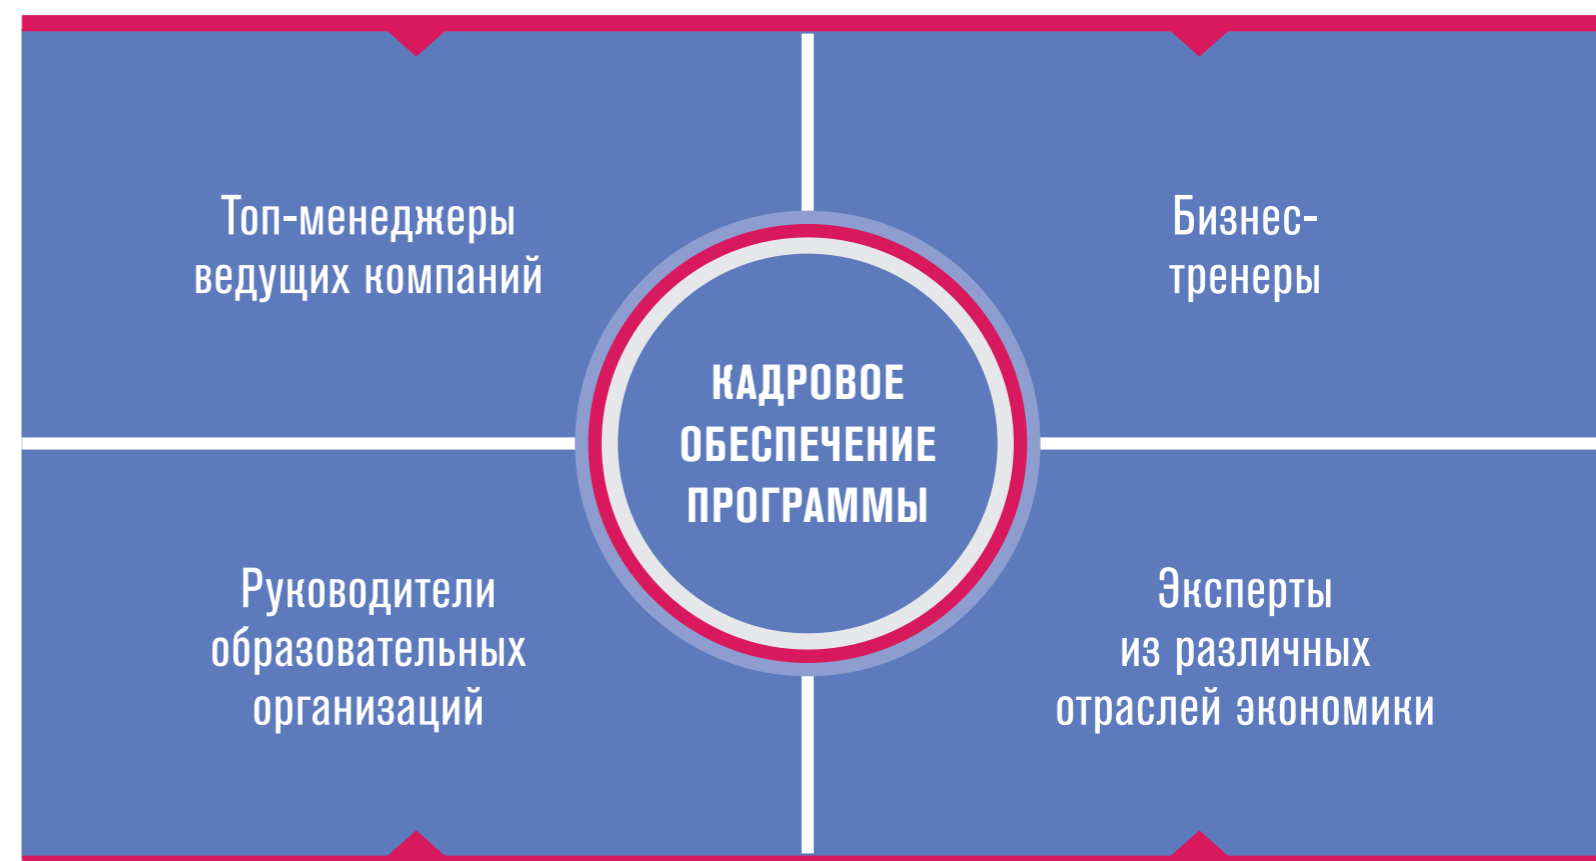 Топ-менеджеры
ведущих компаний
Бизнес-
тренеры
КАДРОВОЕ
ОБЕСПЕЧЕНИЕ
ПРОГРАММЫ
Руководители
образовательных
организаций
Эксперты
из различных
отраслей экономики